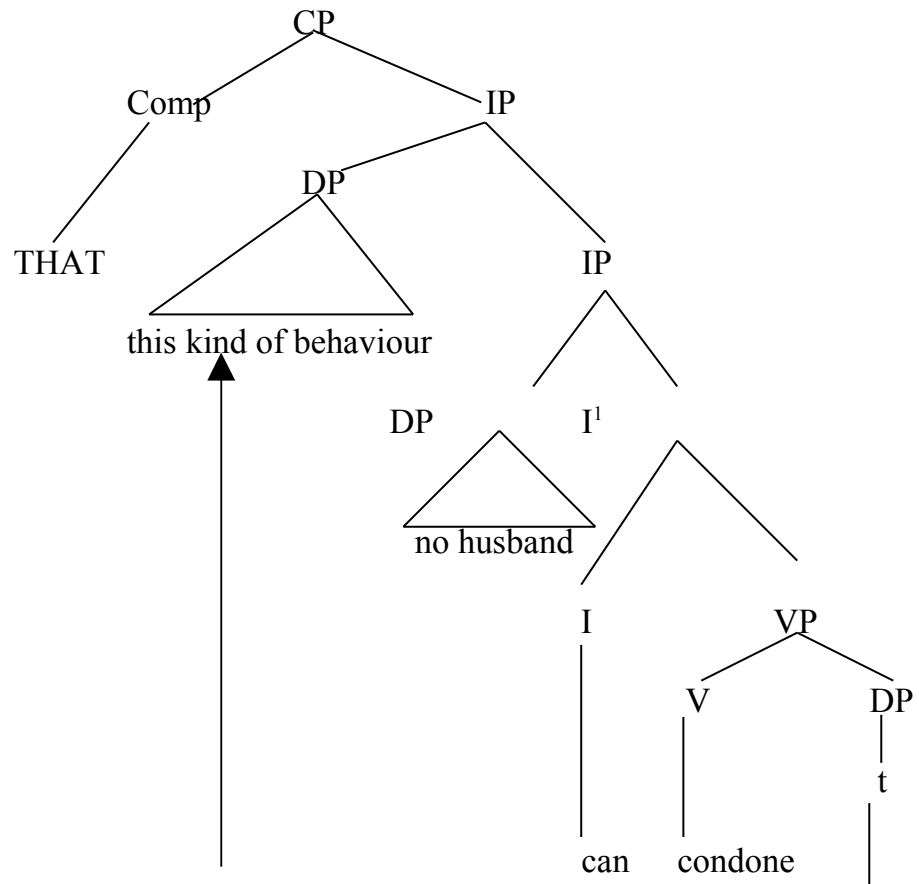 CP
Comp IP
DP
THAT IP
this kind of behaviour
DP I¹
no husband
I VP
V DP
t
can condone